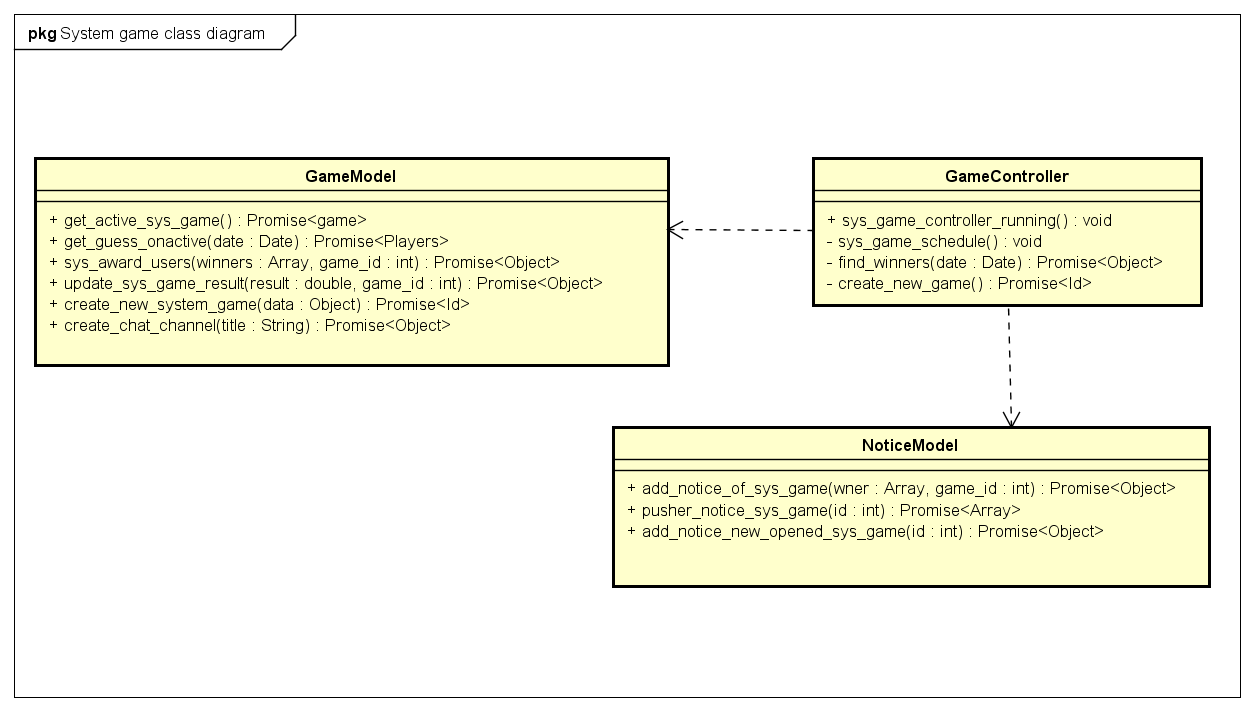 pkg System game class diagram
GameModel
+ get_active_sys_game() : Promise<game>
+ get_guess_onactive(date : Date) : Promise<Players>
+ sys_award_users(winners : Array, game_id : int) : Promise<Object>
+ update_sys_game_result(result : double, game_id : int) : Promise<Object>
+ create_new_system_game(data : Object) : Promise<Id>
+ create_chat_channel(title : String) : Promise<Object>
GameController
+ sys_game_controller_running() : void
- sys_game_schedule() : void
- find_winners(date : Date) : Promise<Object>
- create_new_game() : Promise<Id>
NoticeModel
+ add_notice_of_sys_game(wner : Array, game_id : int) : Promise<Object>
+ pusher_notice_sys_game(id : int) : Promise<Array>
+ add_notice_new_opened_sys_game(id : int) : Promise<Object>